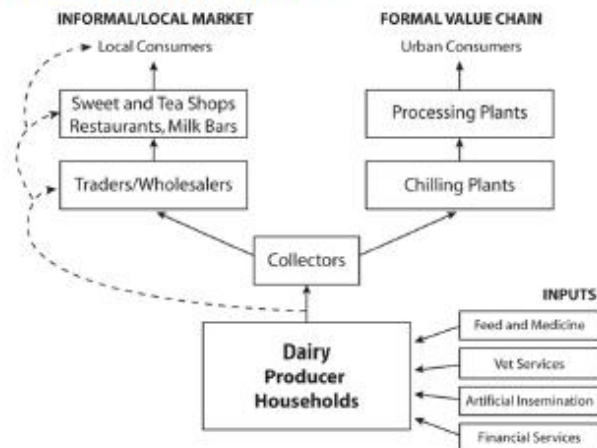 INFORMAL/LOCAL MARKET
FORMAL VALUE CHAIN
Local Consumers
Urban Consumers
Sweet and Tea Shops
Restaurants, Milk Bars
Processing Plants
Traders/Wholesalers
Chilling Plants
Collectors
INPUTS
Dairy
Producer
Households
Feed and Medicine
Vet Services
Artificial Insemination
Financial Services